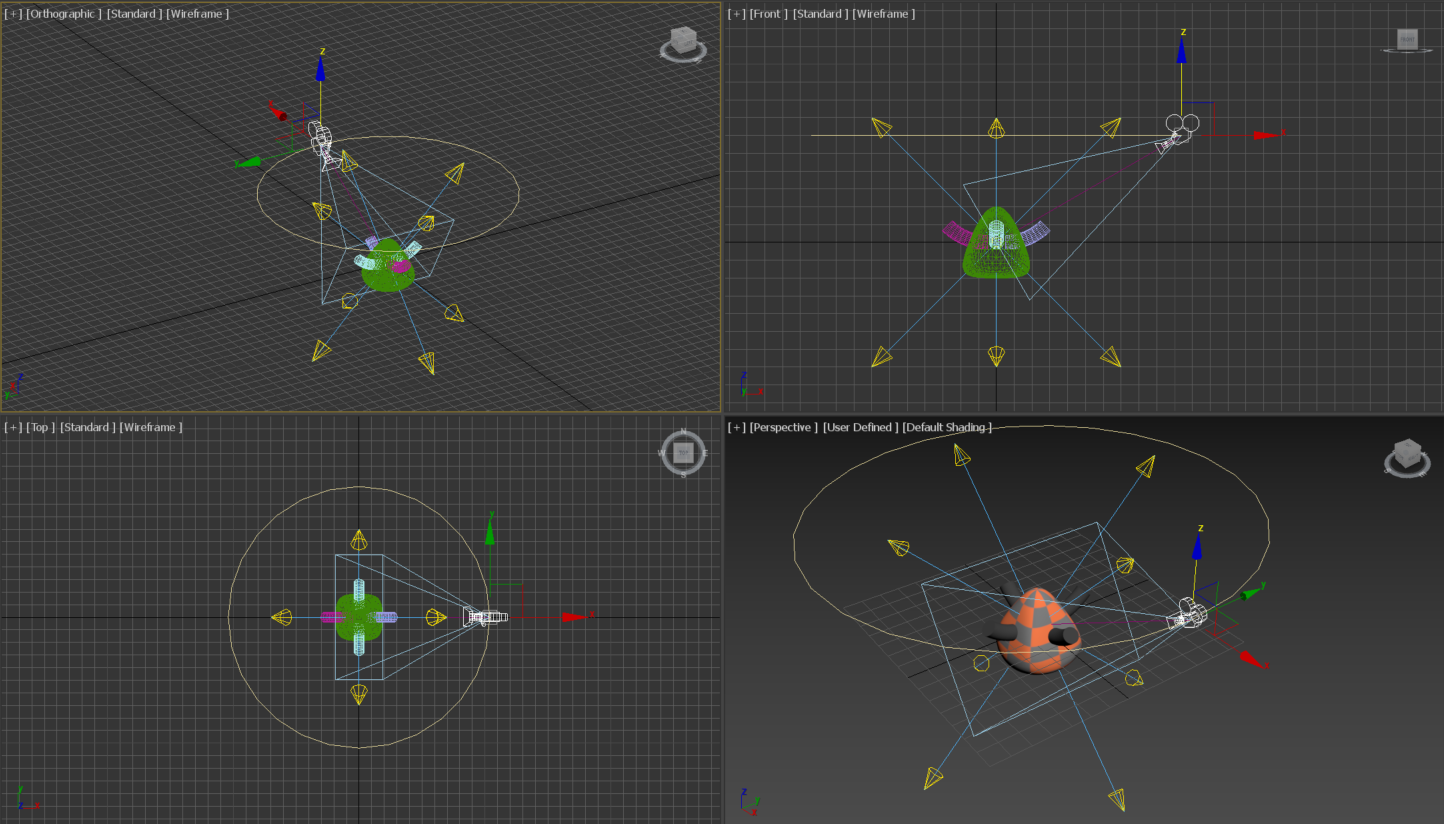 [+] [Orthographic ] [Standard ] [Wireframe ]
[+] [Front ] [Standard ] [Wireframe ]
z
z
x
y
x
z
x
y
z
y
x
[+] [Top ] [Standard ] [Wireframe ]
[+] [Perspective ] [User Defined ] [Default Shading ]
N
W
E
S
y
x
z
y
x
y
z
x
z
y
x